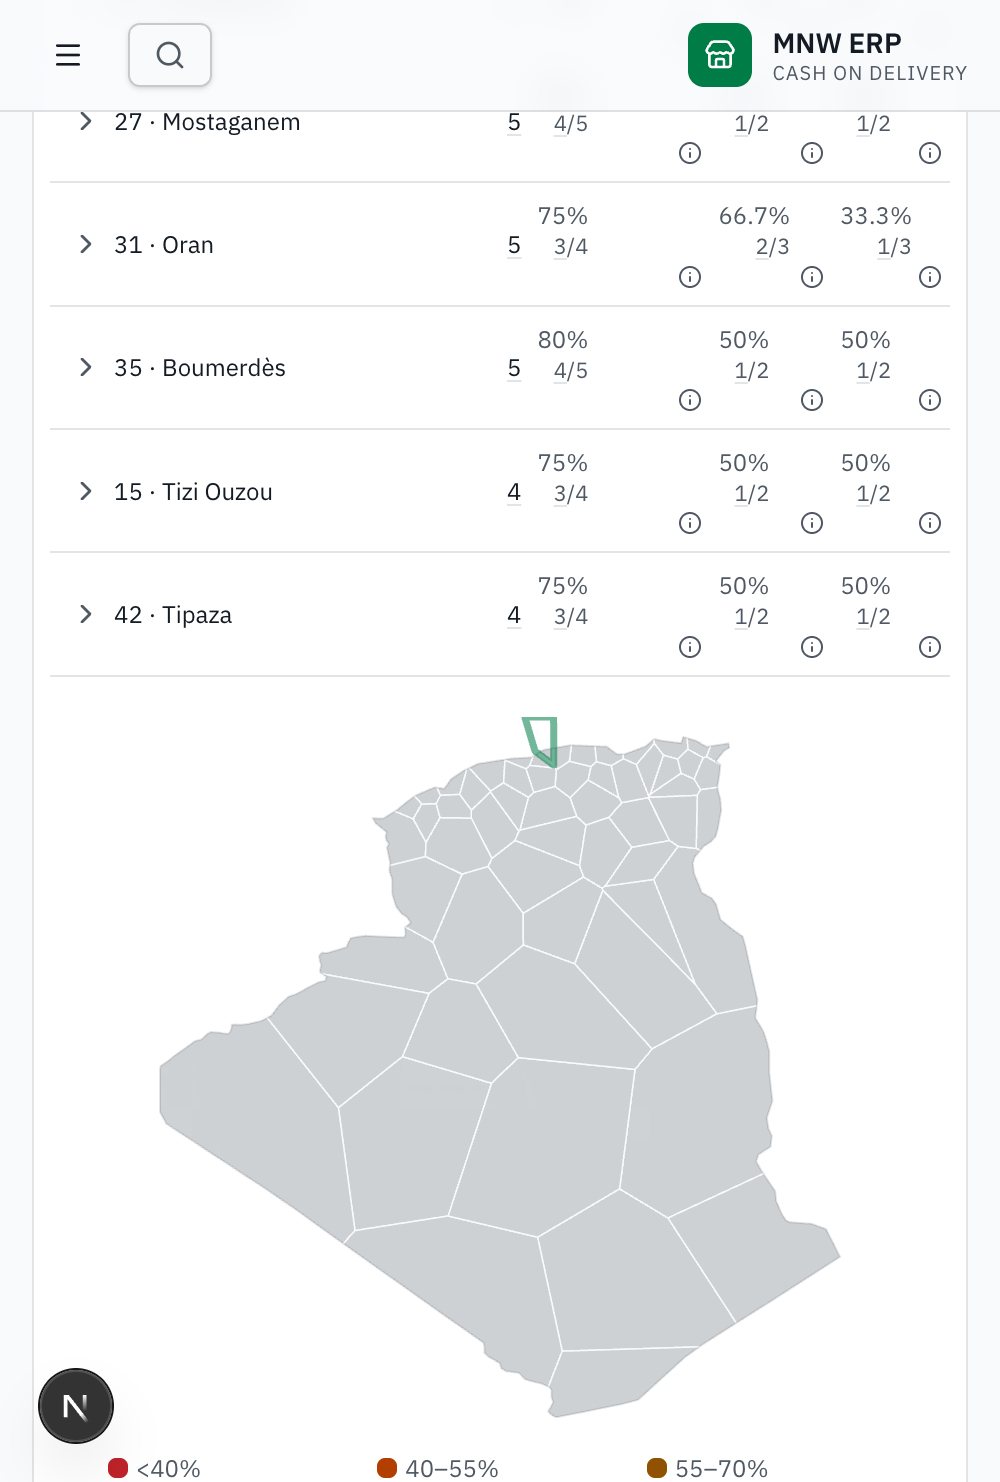 MNW ERP
CASH ON DELIVERY
27 · Mostaganem 5 4/5 1/2 1/2
75% 66.7% 33.3%
31 · Oran 5 3/4 2/3 1/3
80% 50% 50%
35 · Boumerdès 5 4/5 1/2 1/2
75% 50% 50%
15 · Tizi Ouzou 4 3/4 1/2 1/2
75% 50% 50%
42 · Tipaza 4 3/4 1/2 1/2
N
<40% 40–55% 55–70%